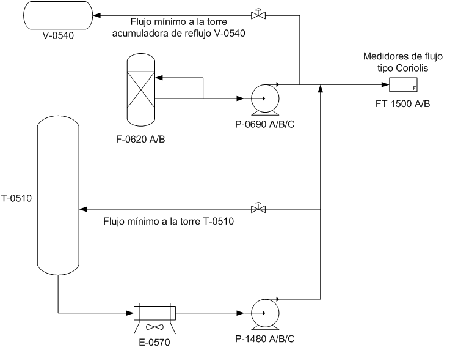 Flujo mínimo a la torre
acumuladora de reflujo V-0540
V-0540
Medidores de flujo
tipo Coriolis
F
FT 1500 A/B
F-0620 A/B
P-0690 A/B/C
T-0510
Flujo mínimo a la torre T-0510
E-0570
P-1480 A/B/C